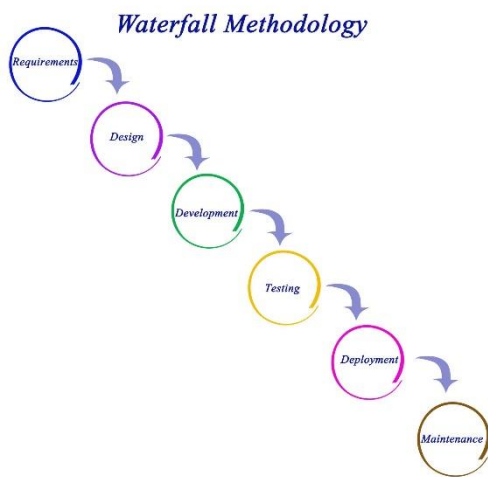 Waterfall Methodology
Requirements
Design
Development
Testing
Deployment
Maintenance